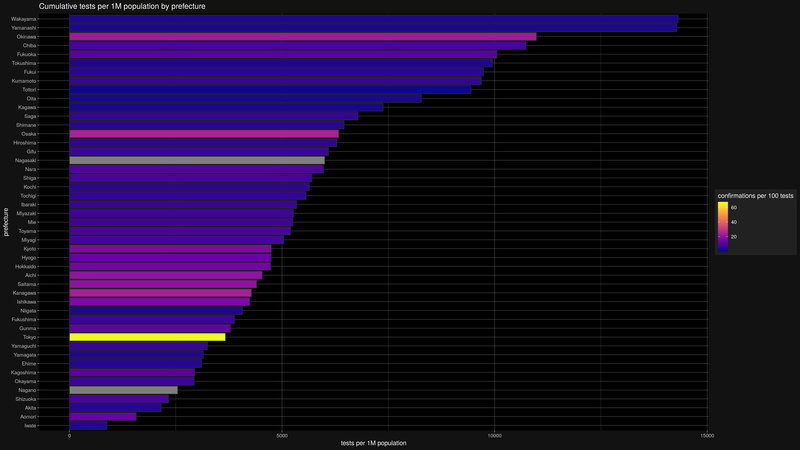 Cumulative tests per 1M population by prefecture
Wakayama
Yamanashi
Okinawa
Chiba
Fukuoka
Tokushima
Fukui
Kumamoto
Tottori
Oita
Kagawa
Saga
Shimane
Osaka
Hiroshima
Gifu
Nagasaki
Nara
Shiga
Kochi
Tochigi
Ibaraki
Miyazaki
Mie
Toyama
Miyagi
Kyoto
Hyogo
Hokkaido
Aichi
Saitama
Kanagawa
Ishikawa
Niigata
Fukushima
Gunma
Tokyo
Yamaguchi
Yamagata
Ehime
Kagoshima
Okayama
Nagano
Shizuoka
Akita
Aomori
Iwate
prefecture
0 5000 10000 15000
tests per 1M population
confirmations per 100 tests
60
40
20